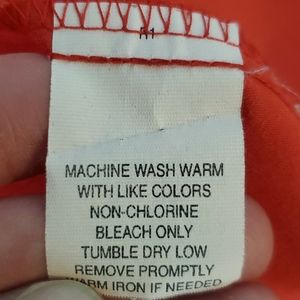 MACHINE WASH WARM
WITH LIKE COLORS
NON-CHLORINE
BLEACH ONLY
TUMBLE DRY LOW
REMOVE PROMPTLY
WARM IRON IF NEEDED